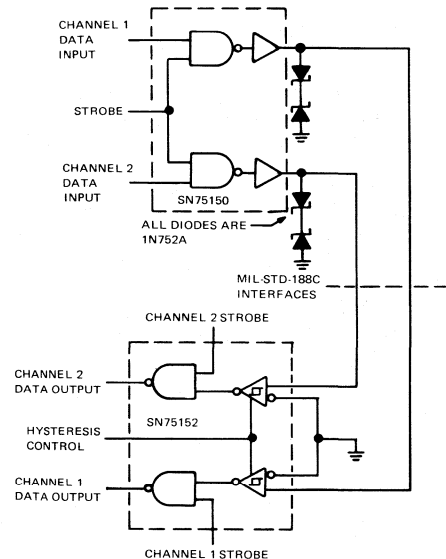 CHANNEL 1
DATA
INPUT
STROBE
CHANNEL 2
DATA
INPUT
SN75150
ALL DIODES ARE
1N752A
MIL-STD-188C
INTERFACES
CHANNEL 2 STROBE
CHANNEL 2
DATA OUTPUT
SN75152
HYSTERESIS
CONTROL
CHANNEL 1
DATA OUTPUT
CHANNEL 1 STROBE